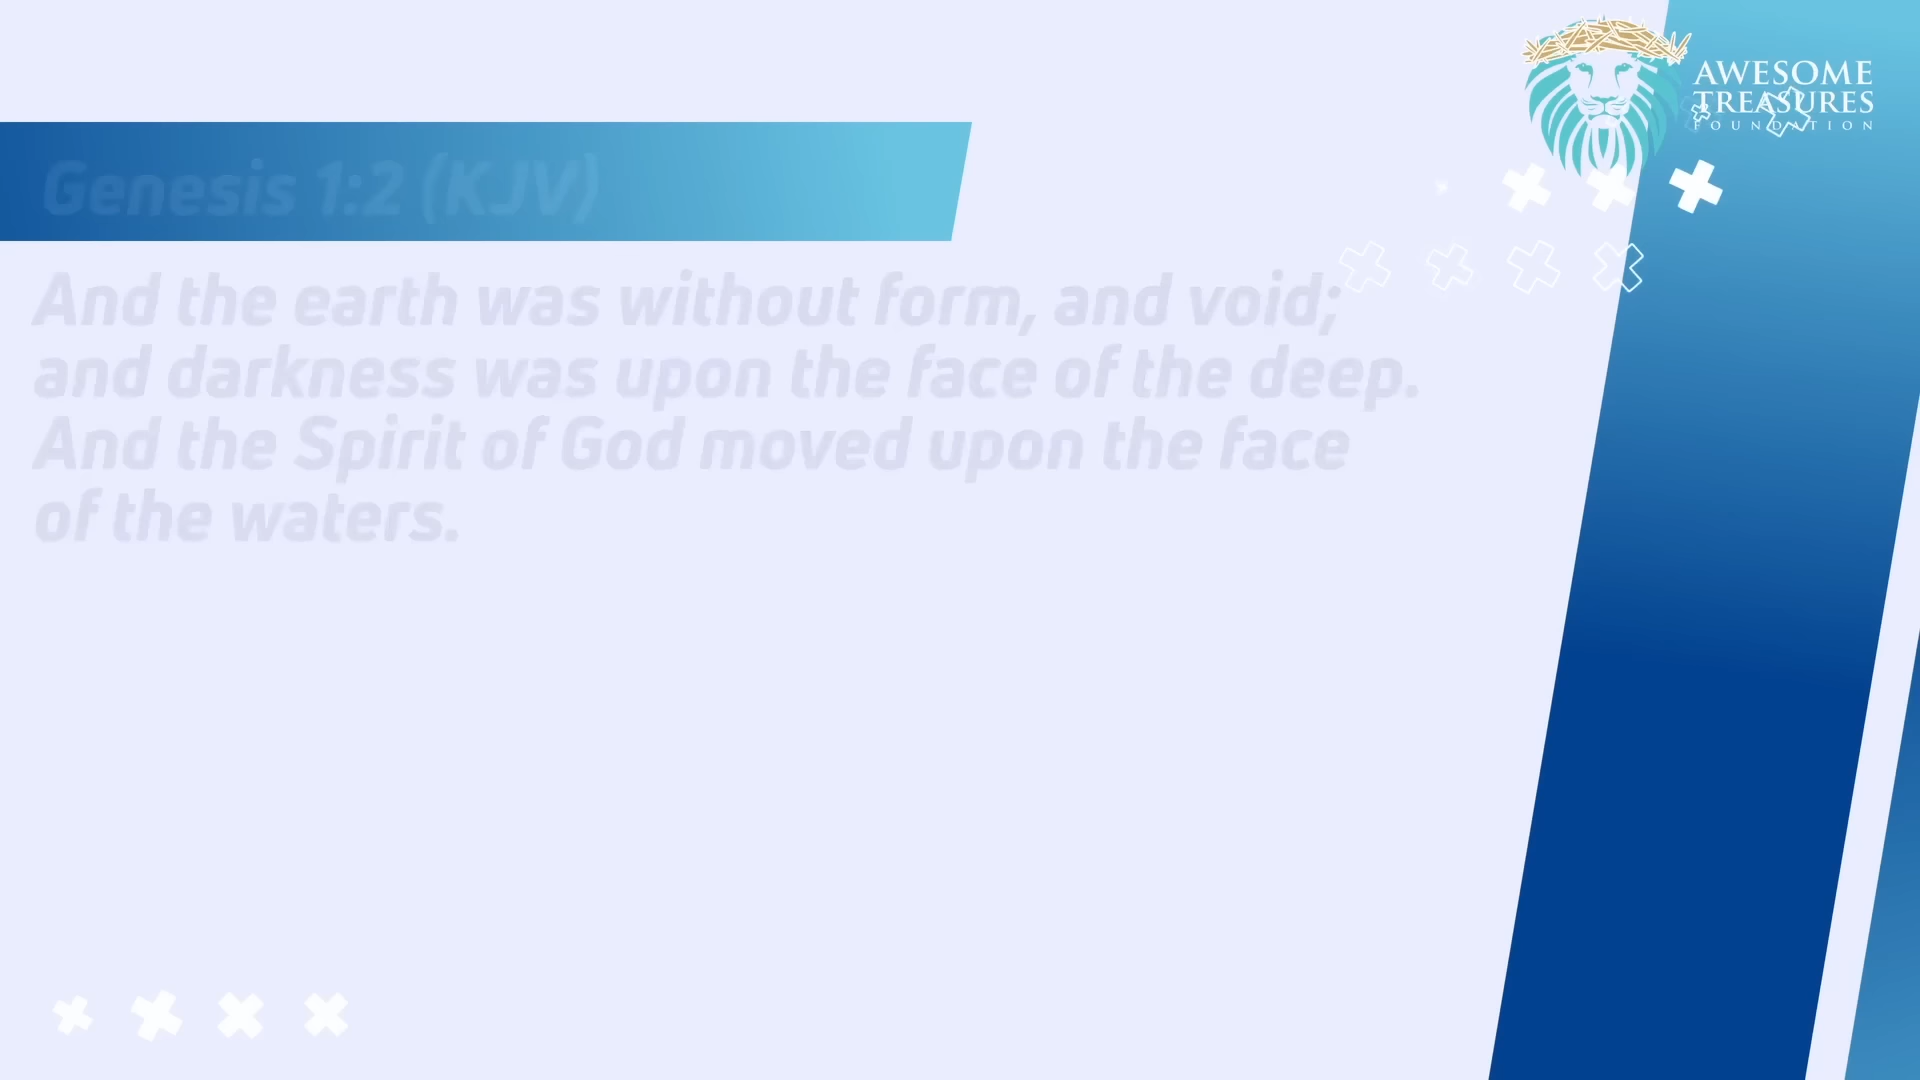 AWESOME
TREASURES
FOUNDATION
Genesis 1:2 (KJV)
And the earth was without form, and void;
and darkness was upon the face of the deep.
And the Spirit of God moved upon the face
of the waters.